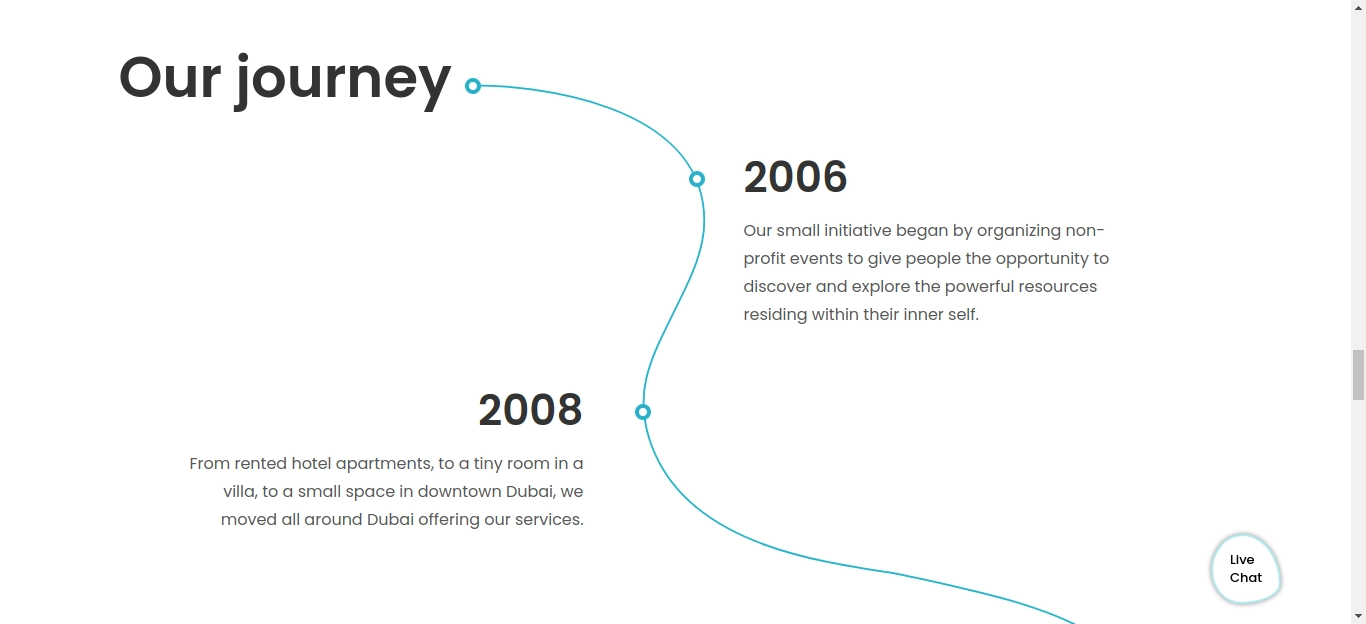 Our journey
2006
Our small initiative began by organizing non-
profit events to give people the opportunity to
discover and explore the powerful resources
residing within their inner self.
2008
From rented hotel apartments, to a tiny room in a
villa, to a small space in downtown Dubai, we
moved all around Dubai offering our services.
Live
Chat